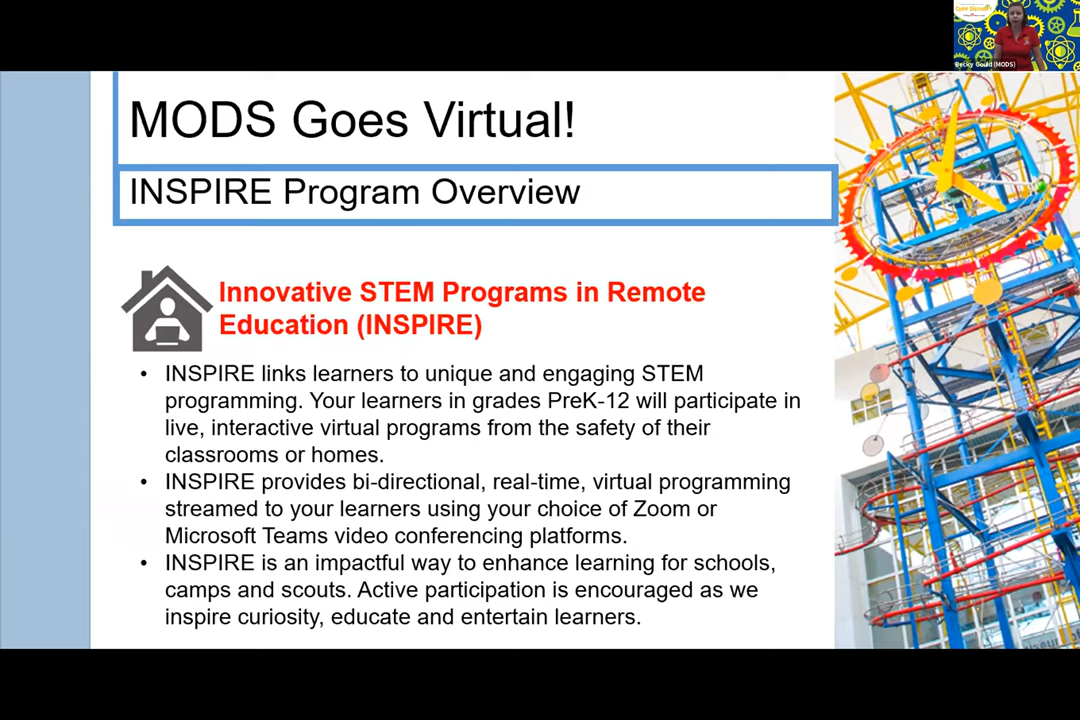 Camp Discovery
Becky Gould (MODS)
MODS Goes Virtual!
INSPIRE Program Overview
Innovative STEM Programs in Remote
Education (INSPIRE)
• INSPIRE links learners to unique and engaging STEM
programming. Your learners in grades PreK-12 will participate in
live, interactive virtual programs from the safety of their
classrooms or homes.
• INSPIRE provides bi-directional, real-time, virtual programming
streamed to your learners using your choice of Zoom or
Microsoft Teams video conferencing platforms.
• INSPIRE is an impactful way to enhance learning for schools,
camps and scouts. Active participation is encouraged as we
inspire curiosity, educate and entertain learners.